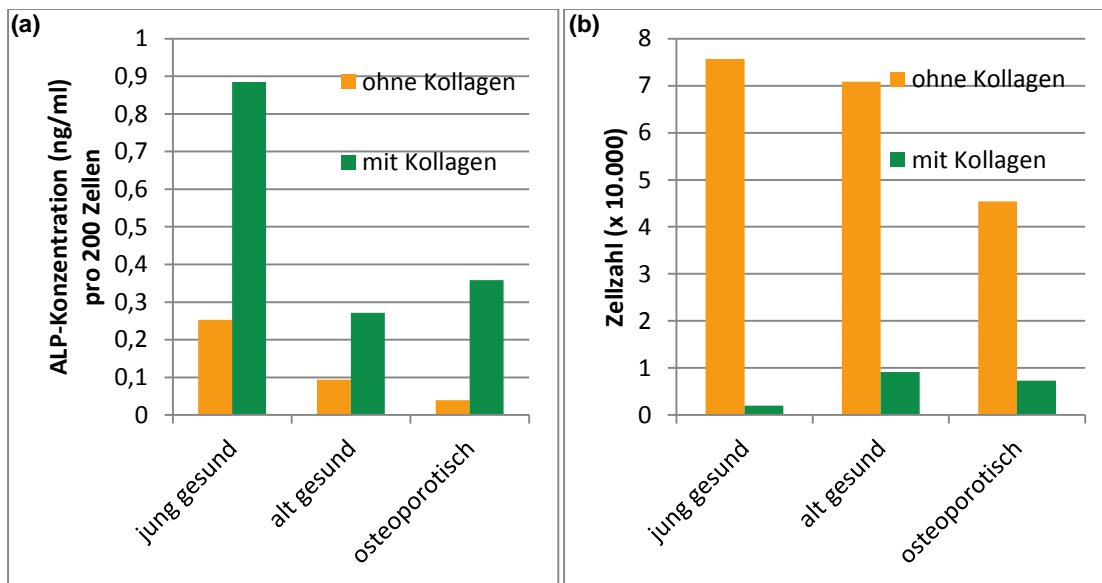 (a)
ALP-Konzentration (ng/ml)
pro 200 Zellen
1
0,9
0,8
0,7
0,6
0,5
0,4
0,3
0,2
0,1
0
ohne Kollagen
mit Kollagen
jung gesund
alt gesund
osteoporotisch
(b)
Zellzahl (x 10.000)
8
7
6
5
4
3
2
1
0
ohne Kollagen
mit Kollagen
jung gesund
alt gesund
osteoporotisch